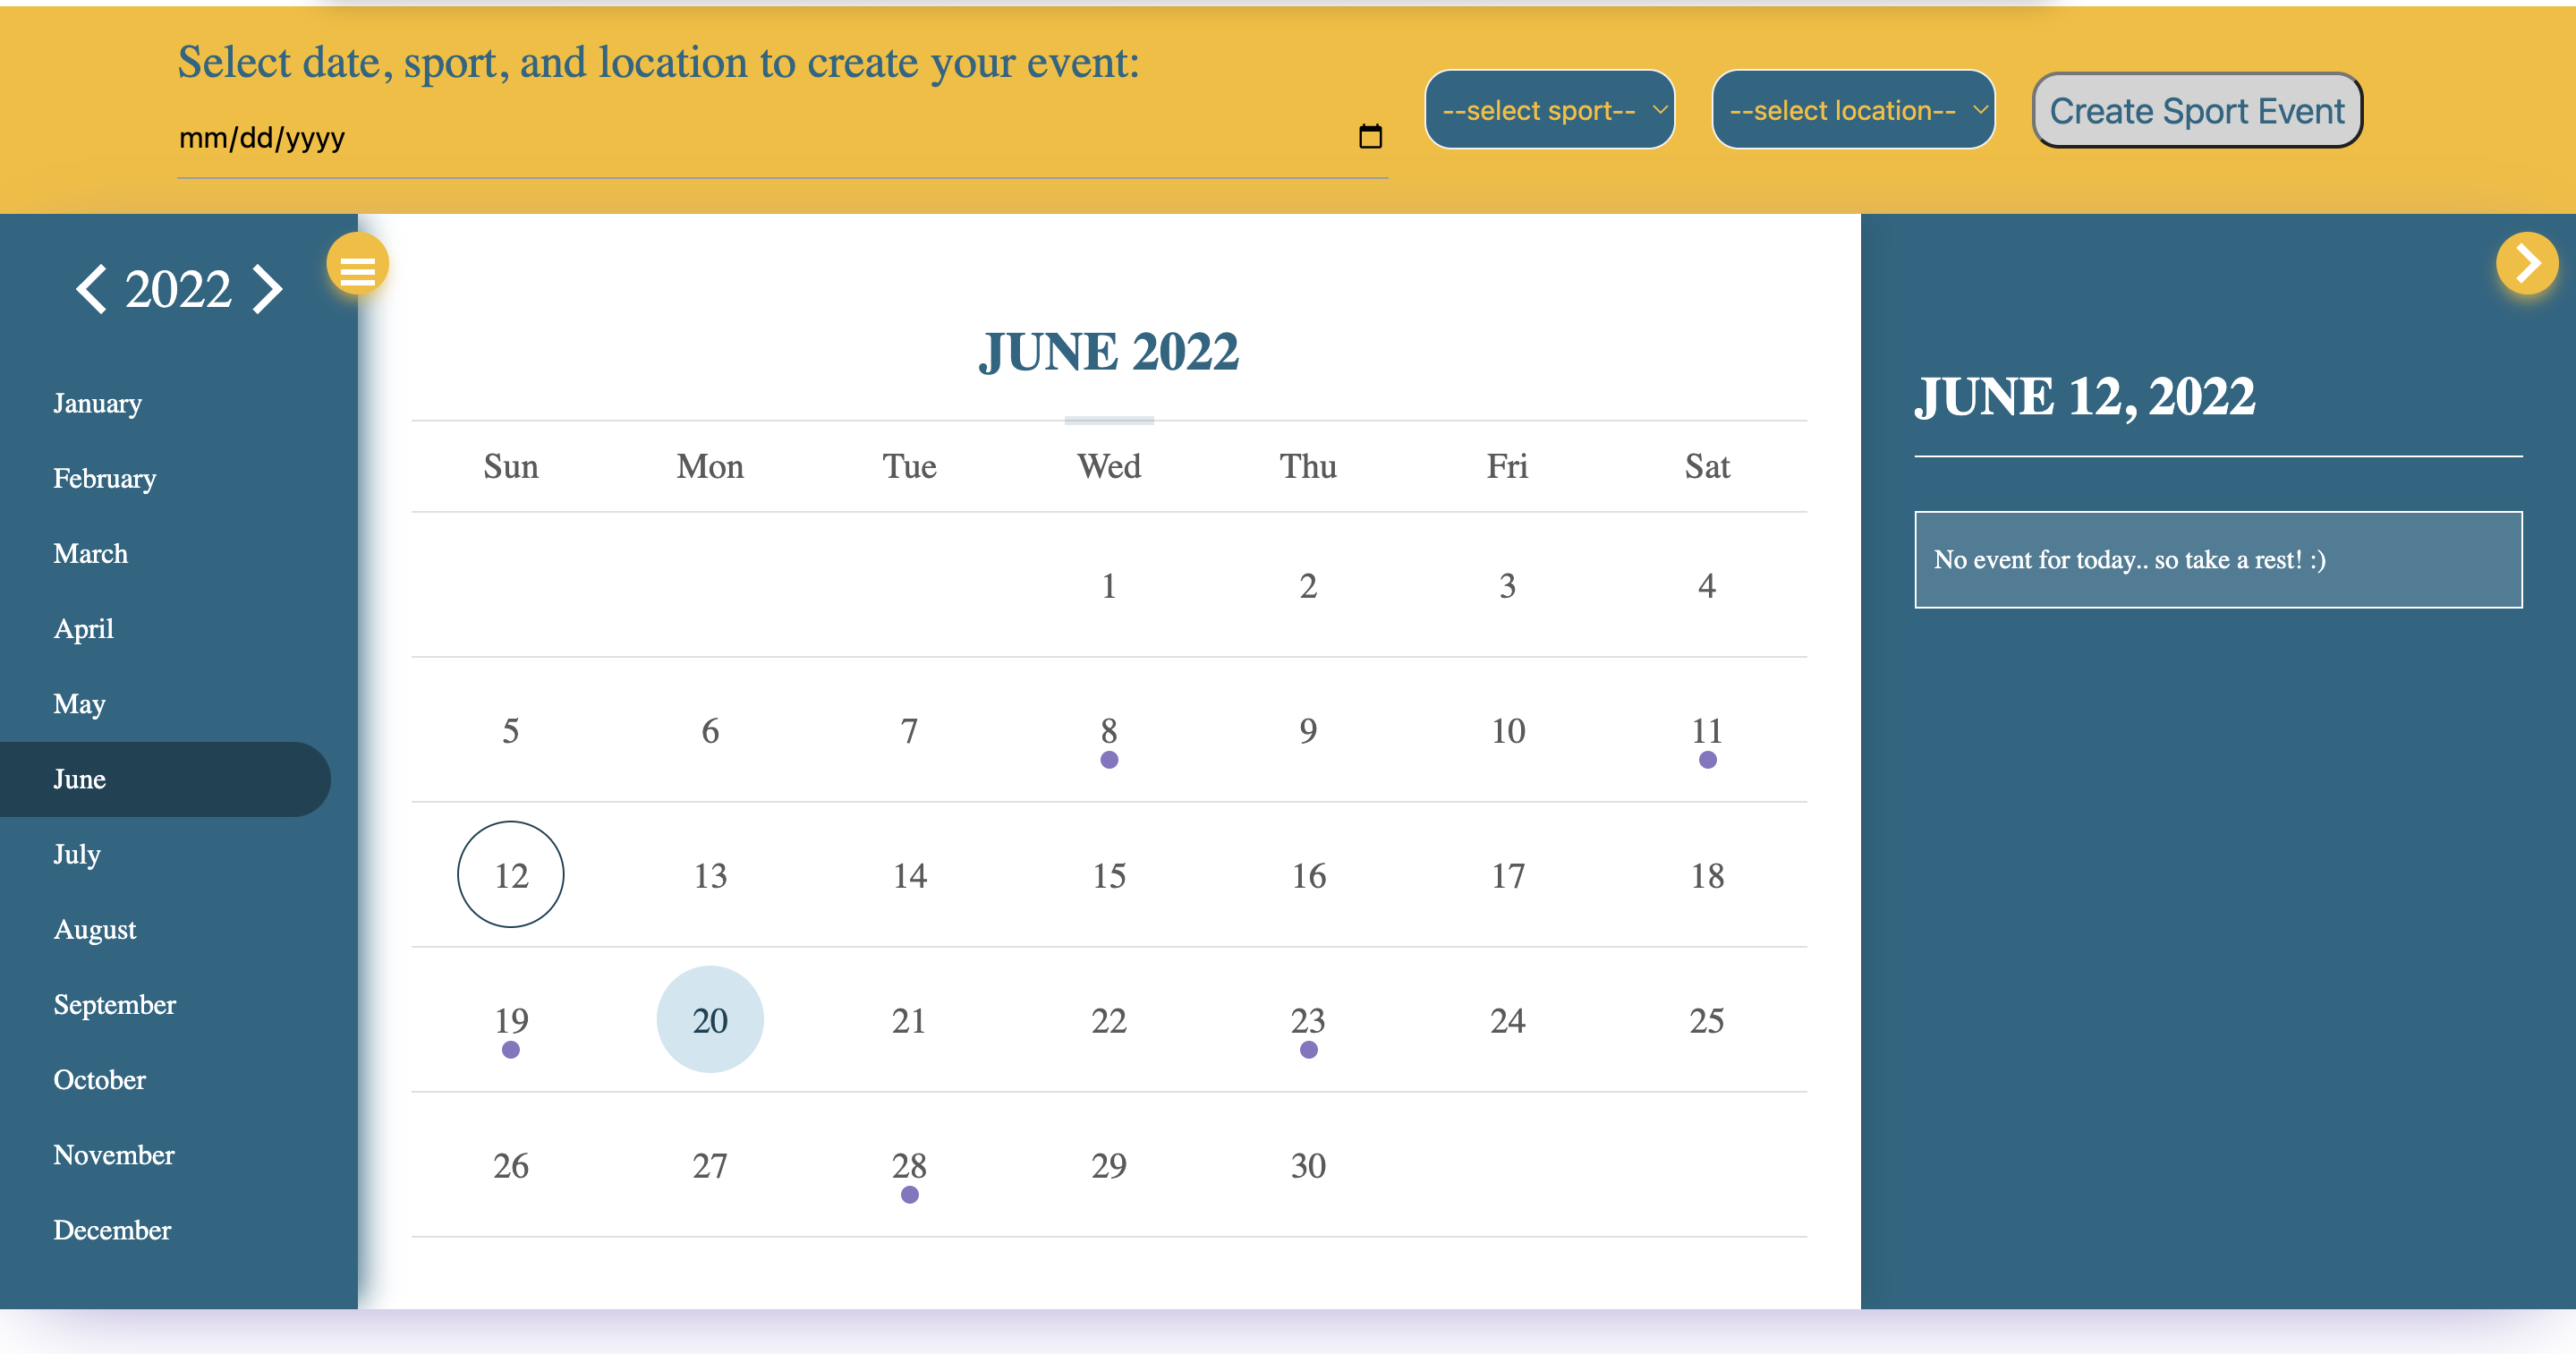 Select date, sport, and location to create your event:
mm/dd/yyyy
--select sport--
--select location--
Create Sport Event
2022
January
February
March
April
May
June
July
August
September
October
November
December
JUNE 2022
Sun Mon Tue Wed Thu Fri Sat
1 2 3 4
5 6 7 8 9 10 11
12 13 14 15 16 17 18
19 20 21 22 23 24 25
26 27 28 29 30
JUNE 12, 2022
No event for today.. so take a rest! :)